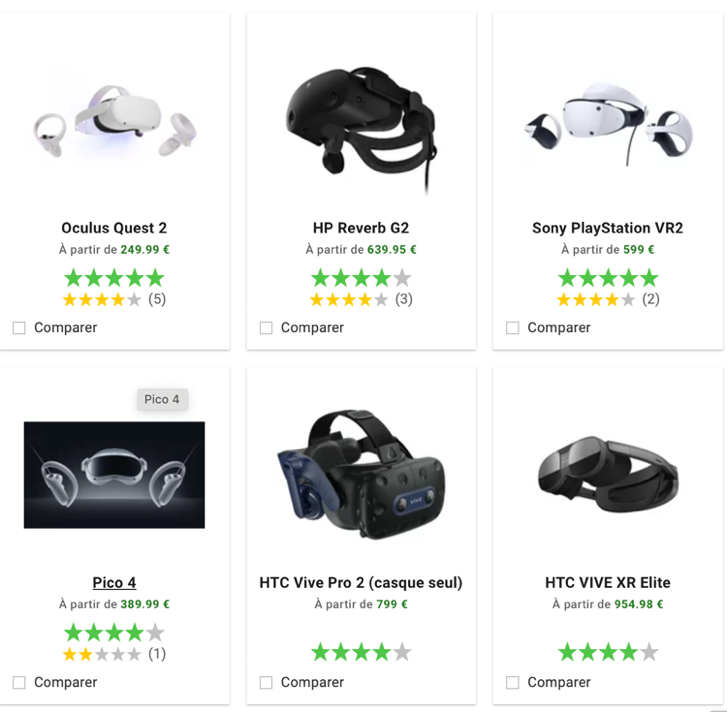 Oculus Quest 2
À partir de 249.99 €
(5)
Comparer
HP Reverb G2
À partir de 639.95 €
(3)
Comparer
Sony PlayStation VR2
À partir de 599 €
(2)
Comparer
Pico 4
Pico 4
À partir de 389.99 €
(1)
Comparer
VIVE
HTC Vive Pro 2 (casque seul)
À partir de 799 €
Comparer
HTC VIVE XR Elite
À partir de 954.98 €
Comparer